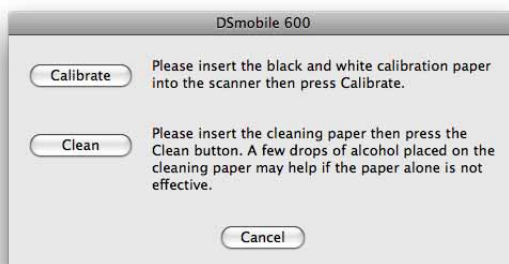 DSmobile 600
Calibrate
Please insert the black and white calibration paper
into the scanner then press Calibrate.
Clean
Please insert the cleaning paper then press the
Clean button. A few drops of alcohol placed on the
cleaning paper may help if the paper alone is not
effective.
Cancel